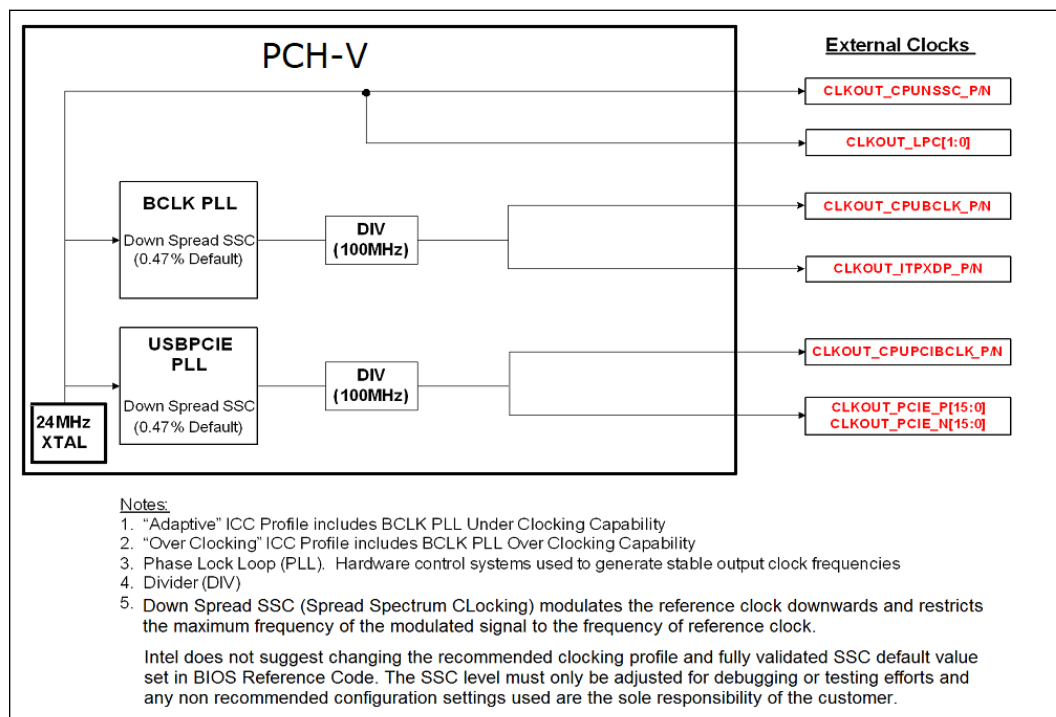 PCH-V
External Clocks
CLKOUT_CPUNSSC_P/N
CLKOUT_LPC[1:0]
BCLK PLL
Down Spread SSC
(0.47% Default)
DIV
(100MHz)
CLKOUT_CPUBCLK_P/N
CLKOUT_ITPXDP_P/N
USBPCIE
PLL
Down Spread SSC
(0.47% Default)
DIV
(100MHz)
CLKOUT_CPUPCIBCLK_P/N
CLKOUT_PCIE_P[15:0]
CLKOUT_PCIE_N[15:0]
24MHz
XTAL
Notes:
1. “Adaptive” ICC Profile includes BCLK PLL Under Clocking Capability
2. “Over Clocking” ICC Profile includes BCLK PLL Over Clocking Capability
3. Phase Lock Loop (PLL). Hardware control systems used to generate stable output clock frequencies
4. Divider (DIV)
5. Down Spread SSC (Spread Spectrum CLocking) modulates the reference clock downwards and restricts
the maximum frequency of the modulated signal to the frequency of reference clock.
Intel does not suggest changing the recommended clocking profile and fully validated SSC default value
set in BIOS Reference Code. The SSC level must only be adjusted for debugging or testing efforts and
any non recommended configuration settings used are the sole responsibility of the customer.